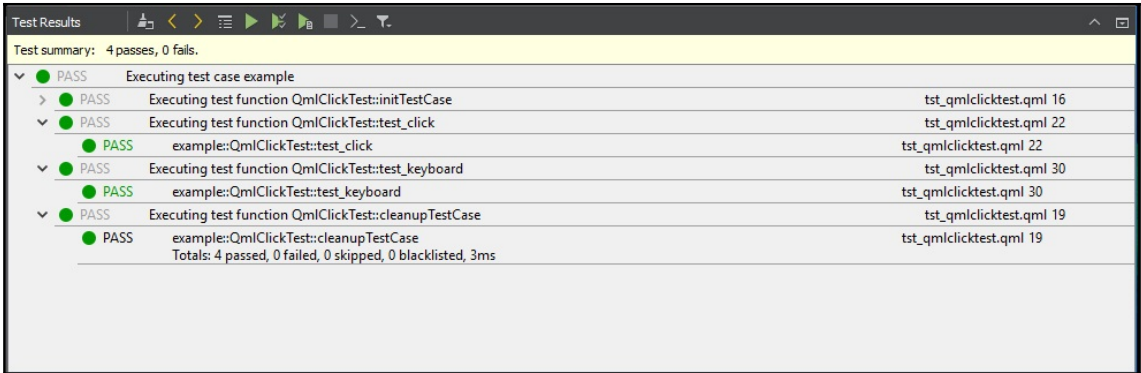 Test Results
Test summary: 4 passes, 0 fails.
PASS Executing test case example
PASS Executing test function QmlClickTest::initTestCase tst_qmlclicktest.qml 16
PASS Executing test function QmlClickTest::test_click tst_qmlclicktest.qml 22
PASS example::QmlClickTest::test_click tst_qmlclicktest.qml 22
PASS Executing test function QmlClickTest::test_keyboard tst_qmlclicktest.qml 30
PASS example::QmlClickTest::test_keyboard tst_qmlclicktest.qml 30
PASS Executing test function QmlClickTest::cleanupTestCase tst_qmlclicktest.qml 19
PASS example::QmlClickTest::cleanupTestCase tst_qmlclicktest.qml 19
Totals: 4 passed, 0 failed, 0 skipped, 0 blacklisted, 3ms